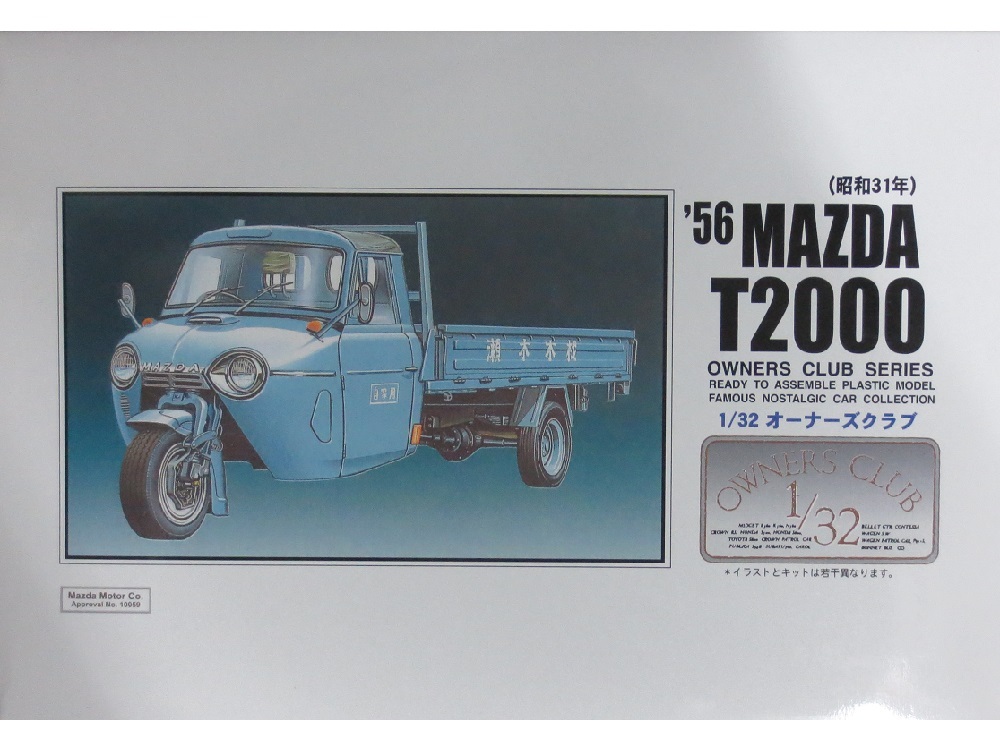 (昭和31年)
'56 MAZDA
T2000
OWNERS CLUB SERIES
READY TO ASSEMBLE PLASTIC MODEL
FAMOUS NOSTALGIC CAR COLLECTION
1/32 オーナーズクラブ
MAZDA
OWNERS CLUB
1/32
*イラストとキットは若干異なります。
Mazda Motor Co.
Approval No.